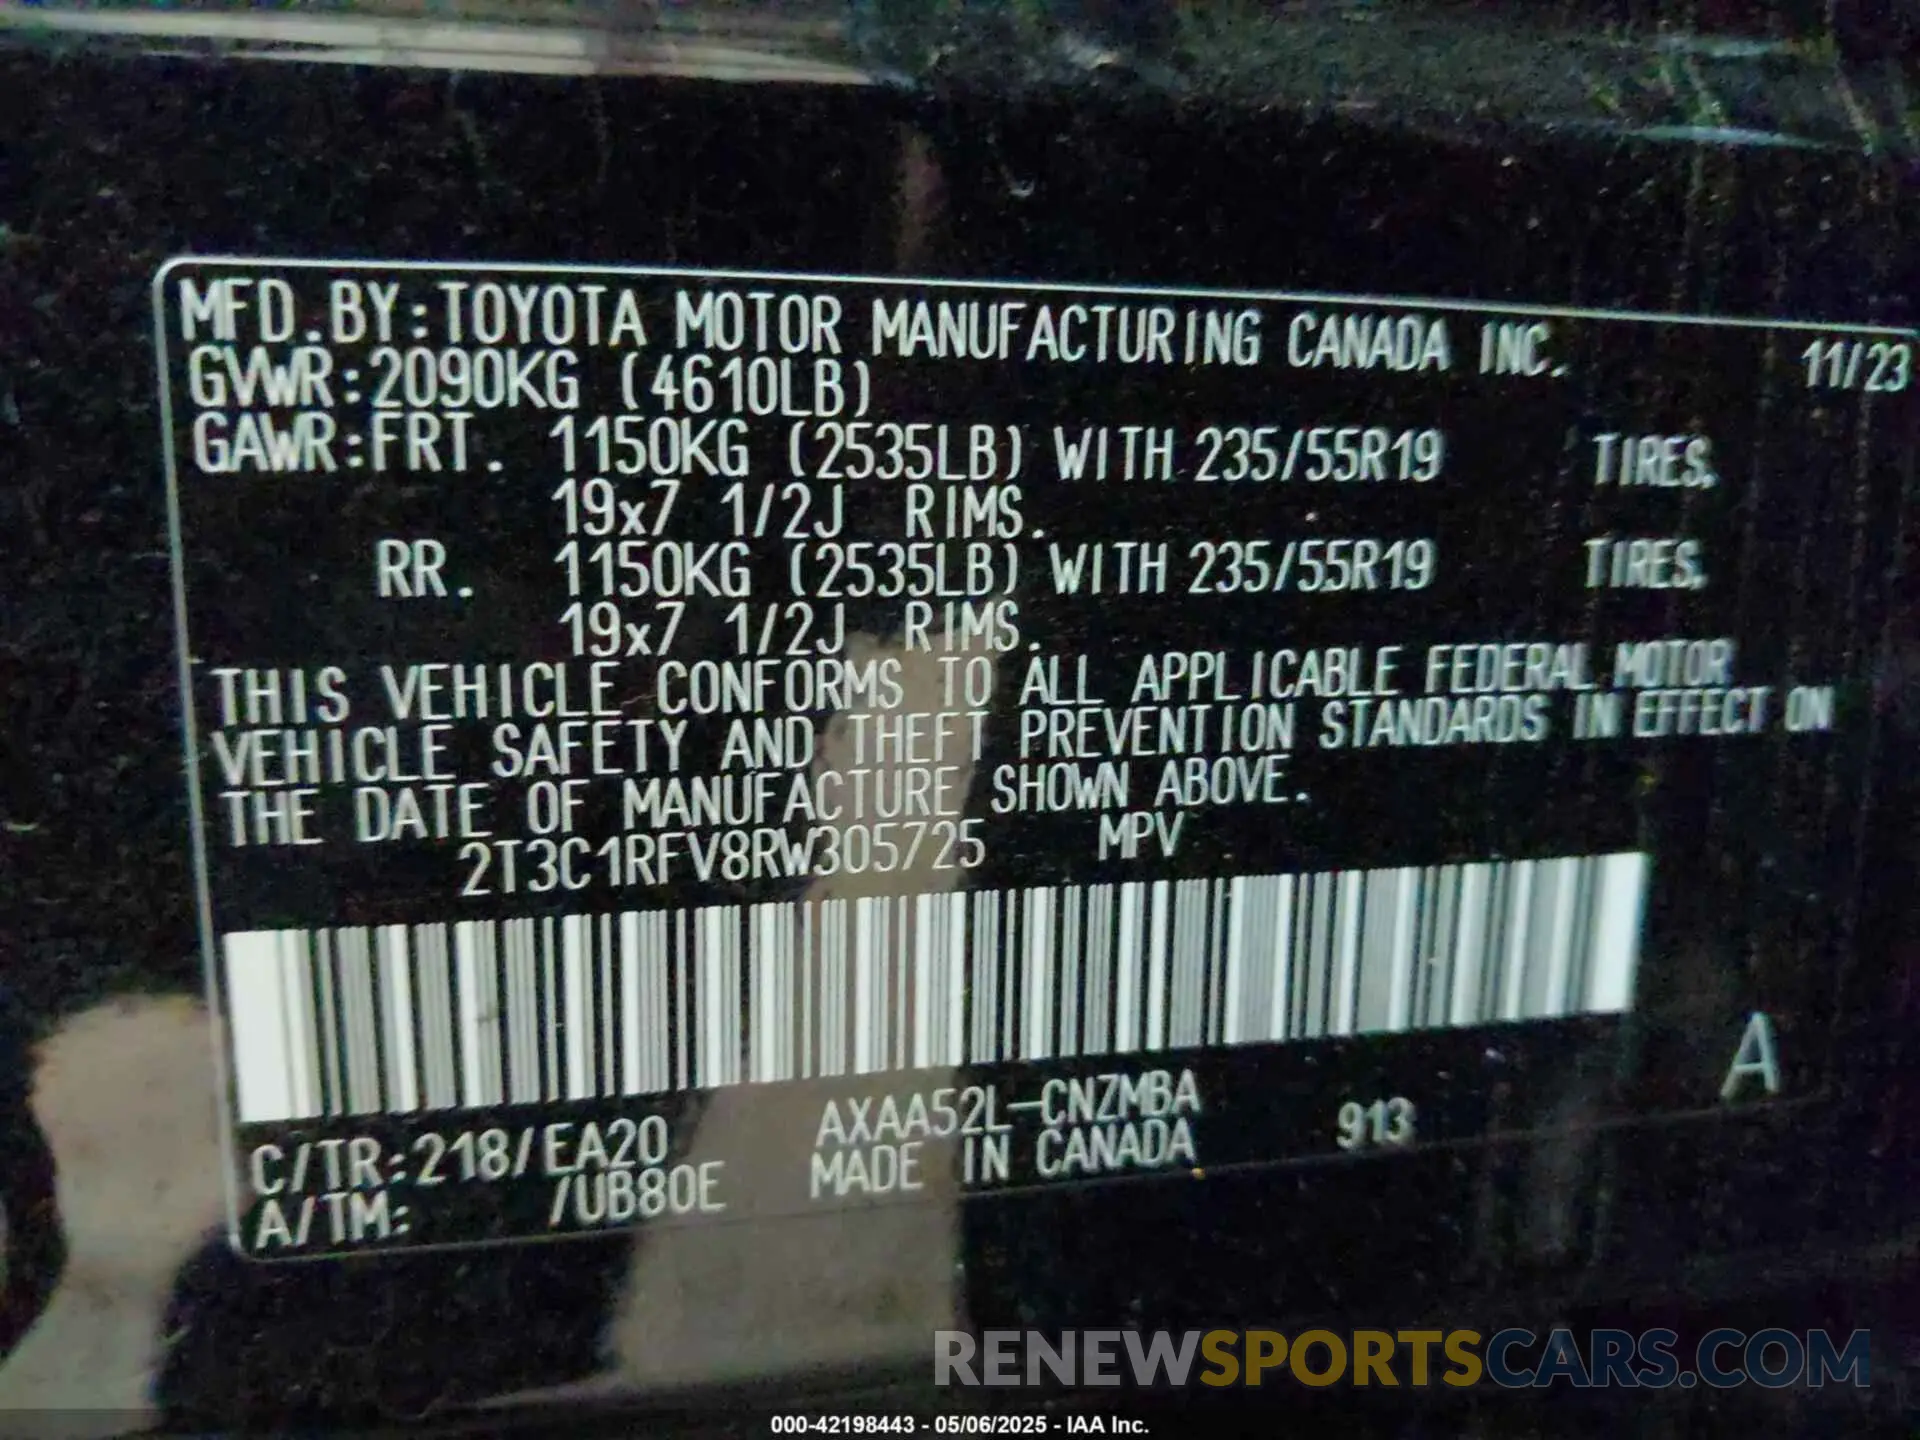 MFD.BY:TOYOTA MOTOR MANUFACTURING CANADA INC. 11/23
GVWR:2090KG (4610LB)
GAWR:FRT. 1150KG (2535LB) WITH 235/55R19 TIRES,
19x7 1/2J RIMS.
RR. 1150KG (2535LB) WITH 235/55R19 TIRES,
19x7 1/2J RIMS.
THIS VEHICLE CONFORMS TO ALL APPLICABLE FEDERAL MOTOR
VEHICLE SAFETY AND THEFT PREVENTION STANDARDS IN EFFECT ON
THE DATE OF MANUFACTURE SHOWN ABOVE.
2T3C1RFV8RW305725 MPV
A
C/TR:218/EA20 AXAA52L-CNZMBA 913
A/TM: /UB80E MADE IN CANADA
RENEWSPORTSCARS.COM
000-42198443 - 05/06/2025 - IAA Inc.